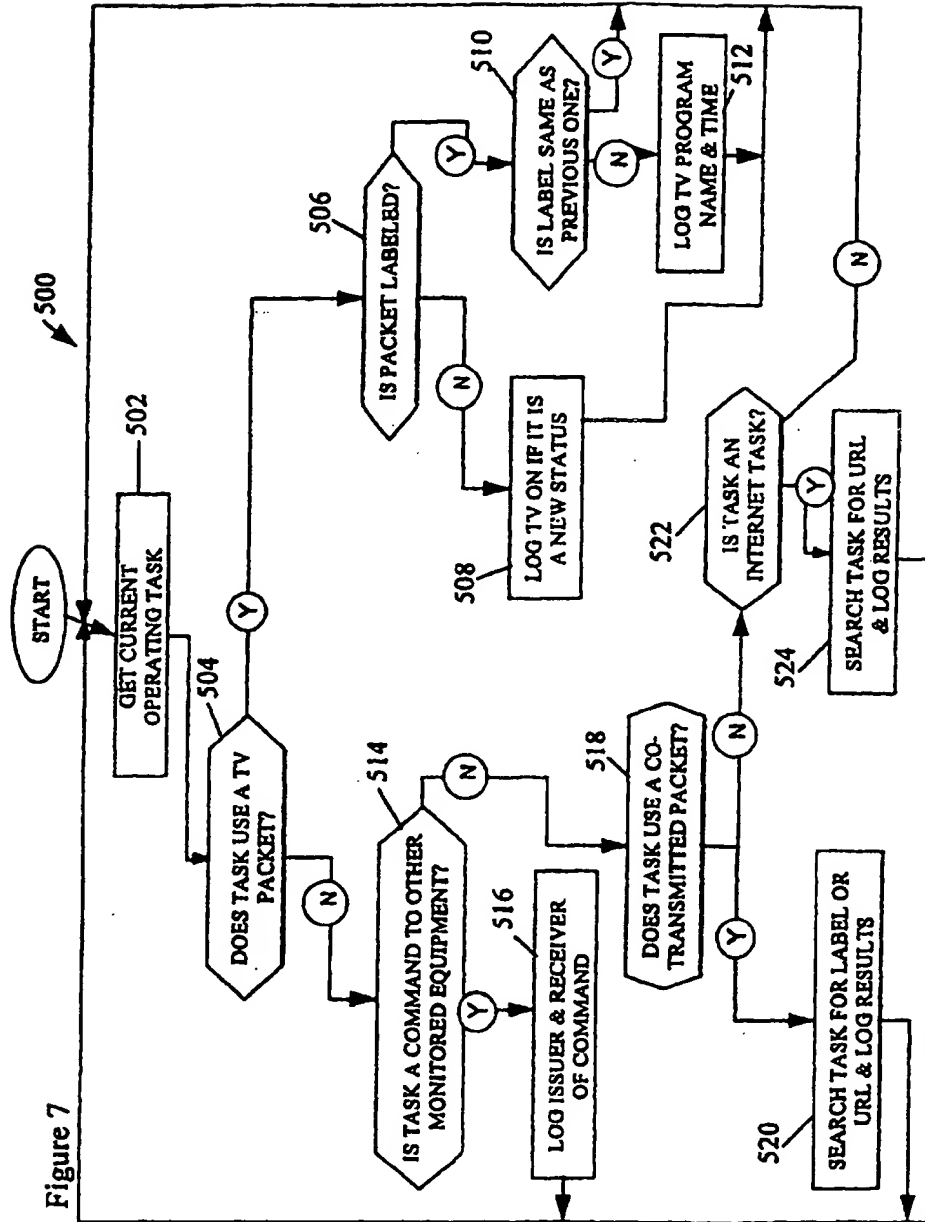 Figure 7
500
START
GET CURRENT
OPERATING TASK
502
504
DOES TASK USE A TV
PACKET?
Y
N
506
IS PACKET LABELED?
Y
N
510
IS LABEL SAME AS
PREVIOUS ONE?
Y
N
512
LOG TV PROGRAM
NAME & TIME
508
LOG TV ON IF IT IS
A NEW STATUS
514
IS TASK A COMMAND TO OTHER
MONITORED EQUIPMENT?
N
Y
516
LOG ISSUER & RECEIVER
OF COMMAND
518
DOES TASK USE A CO-
TRANSMITTED PACKET?
N
Y
520
SEARCH TASK FOR LABEL OR
URL & LOG RESULTS
522
IS TASK AN
INTERNET TASK?
N
Y
524
SEARCH TASK FOR URL
& LOG RESULTS